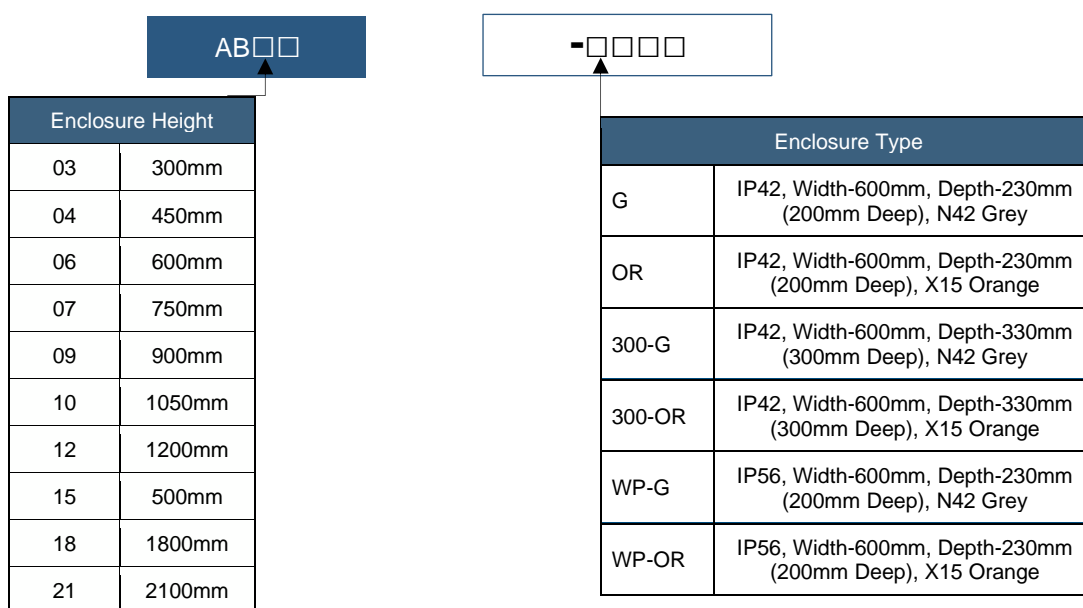 AB□□
-□□□□
Enclosure Height
03 300mm
04 450mm
06 600mm
07 750mm
09 900mm
10 1050mm
12 1200mm
15 500mm
18 1800mm
21 2100mm
Enclosure Type
G IP42, Width-600mm, Depth-230mm
(200mm Deep), N42 Grey
OR IP42, Width-600mm, Depth-230mm
(200mm Deep), X15 Orange
300-G IP42, Width-600mm, Depth-330mm
(300mm Deep), N42 Grey
300-OR IP42, Width-600mm, Depth-330mm
(300mm Deep), X15 Orange
WP-G IP56, Width-600mm, Depth-230mm
(200mm Deep), N42 Grey
WP-OR IP56, Width-600mm, Depth-230mm
(200mm Deep), X15 Orange